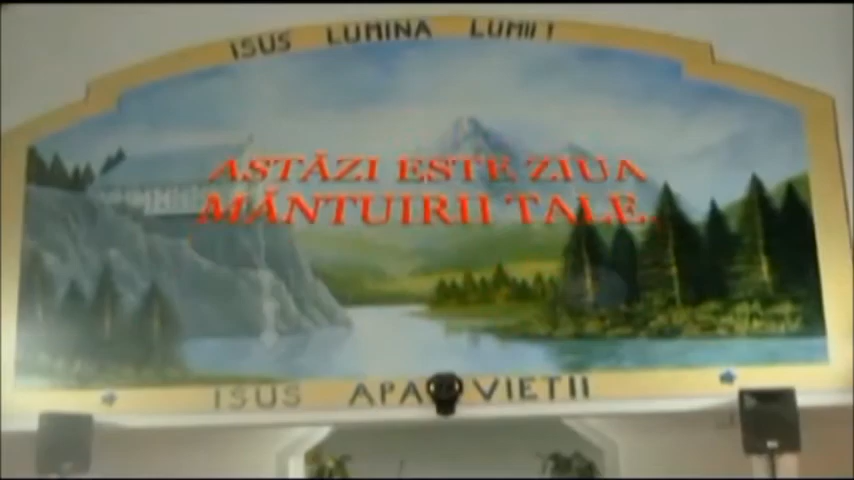 ISUS LUMINA LUMII!
ASTĂZI ESTE ZIUA
MÂNTUIRII TALE.
ISUS APA VIETII